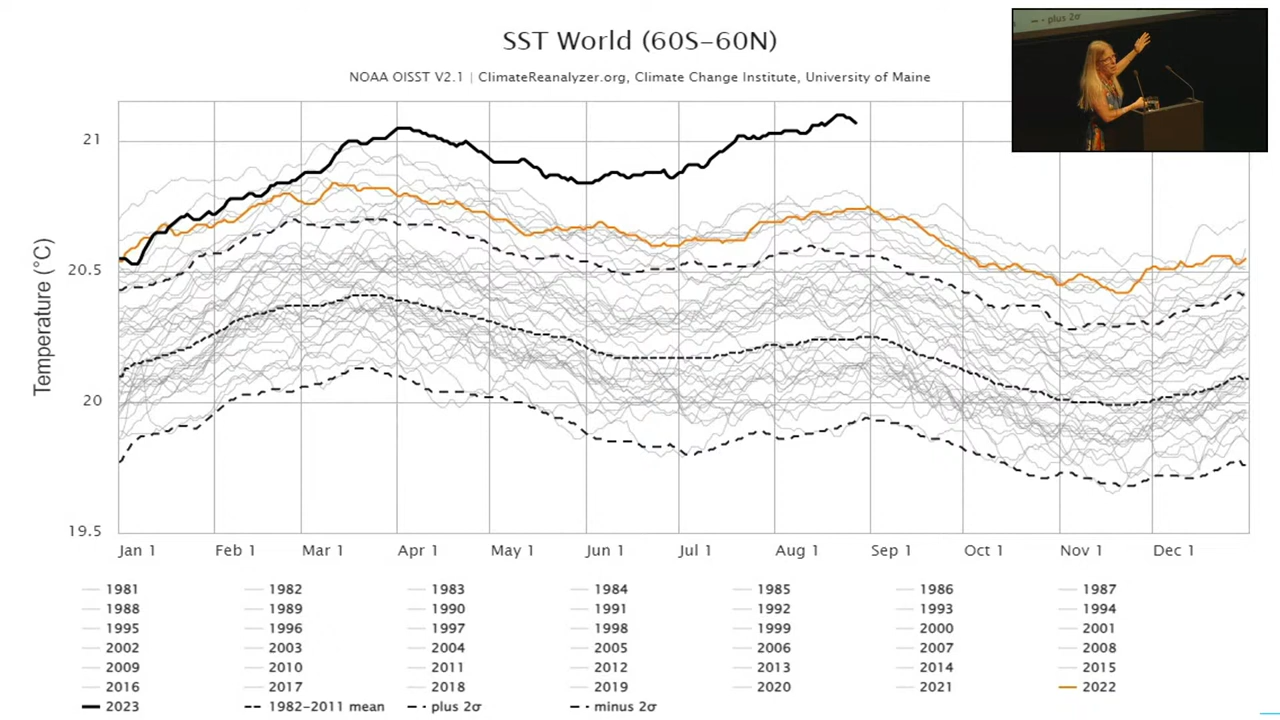 SST World (60S–60N)
NOAA OISST V2.1 | ClimateReanalyzer.org, Climate Change Institute, University of Maine
– - plus 2σ
Temperature (°C)
21
20.5
20
19.5
Jan 1 Feb 1 Mar 1 Apr 1 May 1 Jun 1 Jul 1 Aug 1 Sep 1 Oct 1 Nov 1 Dec 1
1981 1982 1983 1984 1985 1986 1987
1988 1989 1990 1991 1992 1993 1994
1995 1996 1997 1998 1999 2000 2001
2002 2003 2004 2005 2006 2007 2008
2009 2010 2011 2012 2013 2014 2015
2016 2017 2018 2019 2020 2021 2022
2023 1982–2011 mean plus 2σ minus 2σ